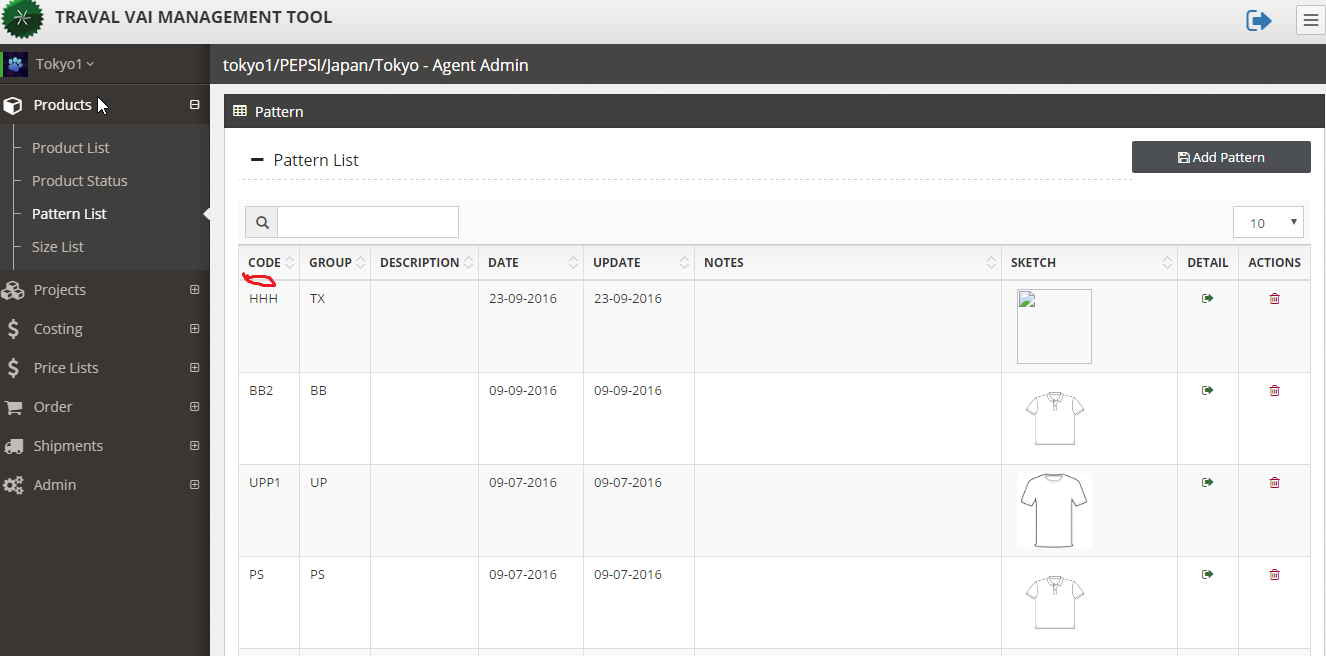 TRAVAL VAI MANAGEMENT TOOL
Tokyo1
tokyo1/PEPSI/Japan/Tokyo - Agent Admin
Products
Product List
Product Status
Pattern List
Size List
Projects
Costing
Price Lists
Order
Shipments
Admin
Pattern
Pattern List
Add Pattern
10
CODE GROUP DESCRIPTION DATE UPDATE NOTES SKETCH DETAIL ACTIONS
HHH TX 23-09-2016 23-09-2016
BB2 BB 09-09-2016 09-09-2016
UPP1 UP 09-07-2016 09-07-2016
PS PS 09-07-2016 09-07-2016